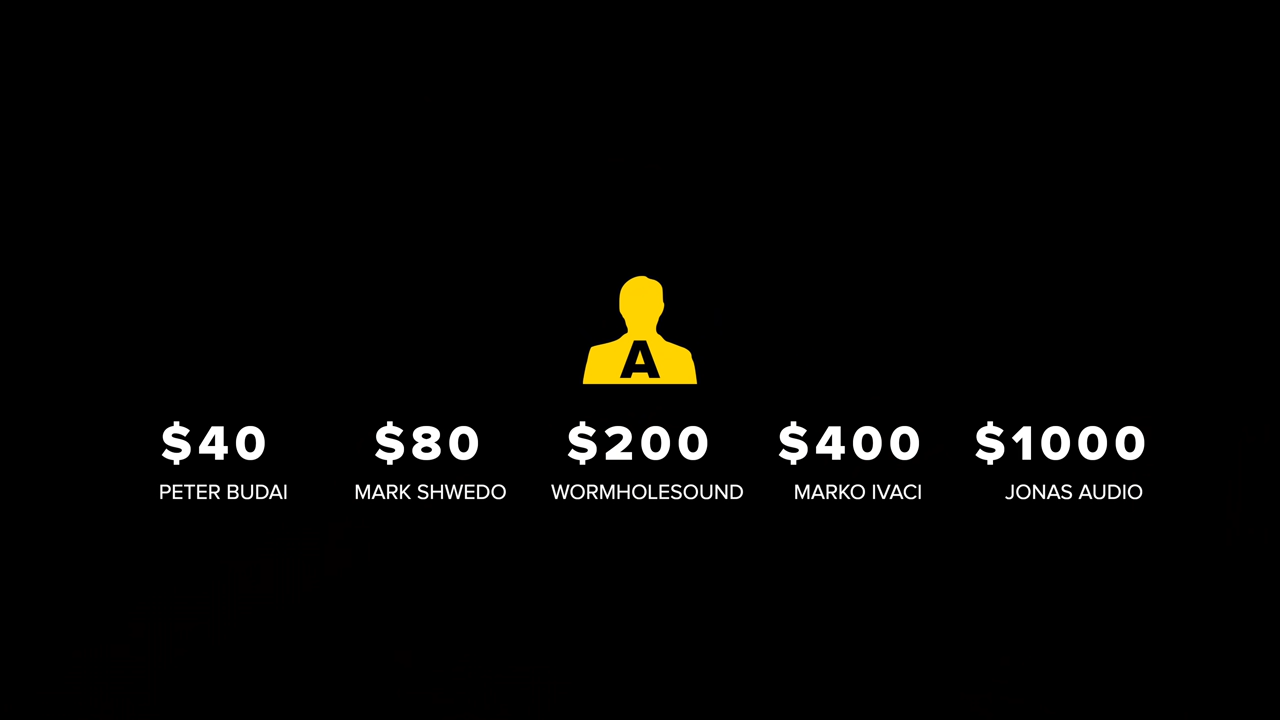 A
$40 $80 $200 $400 $1000
PETER BUDAI MARK SHWEDO WORMHOLESOUND MARKO IVACI JONAS AUDIO